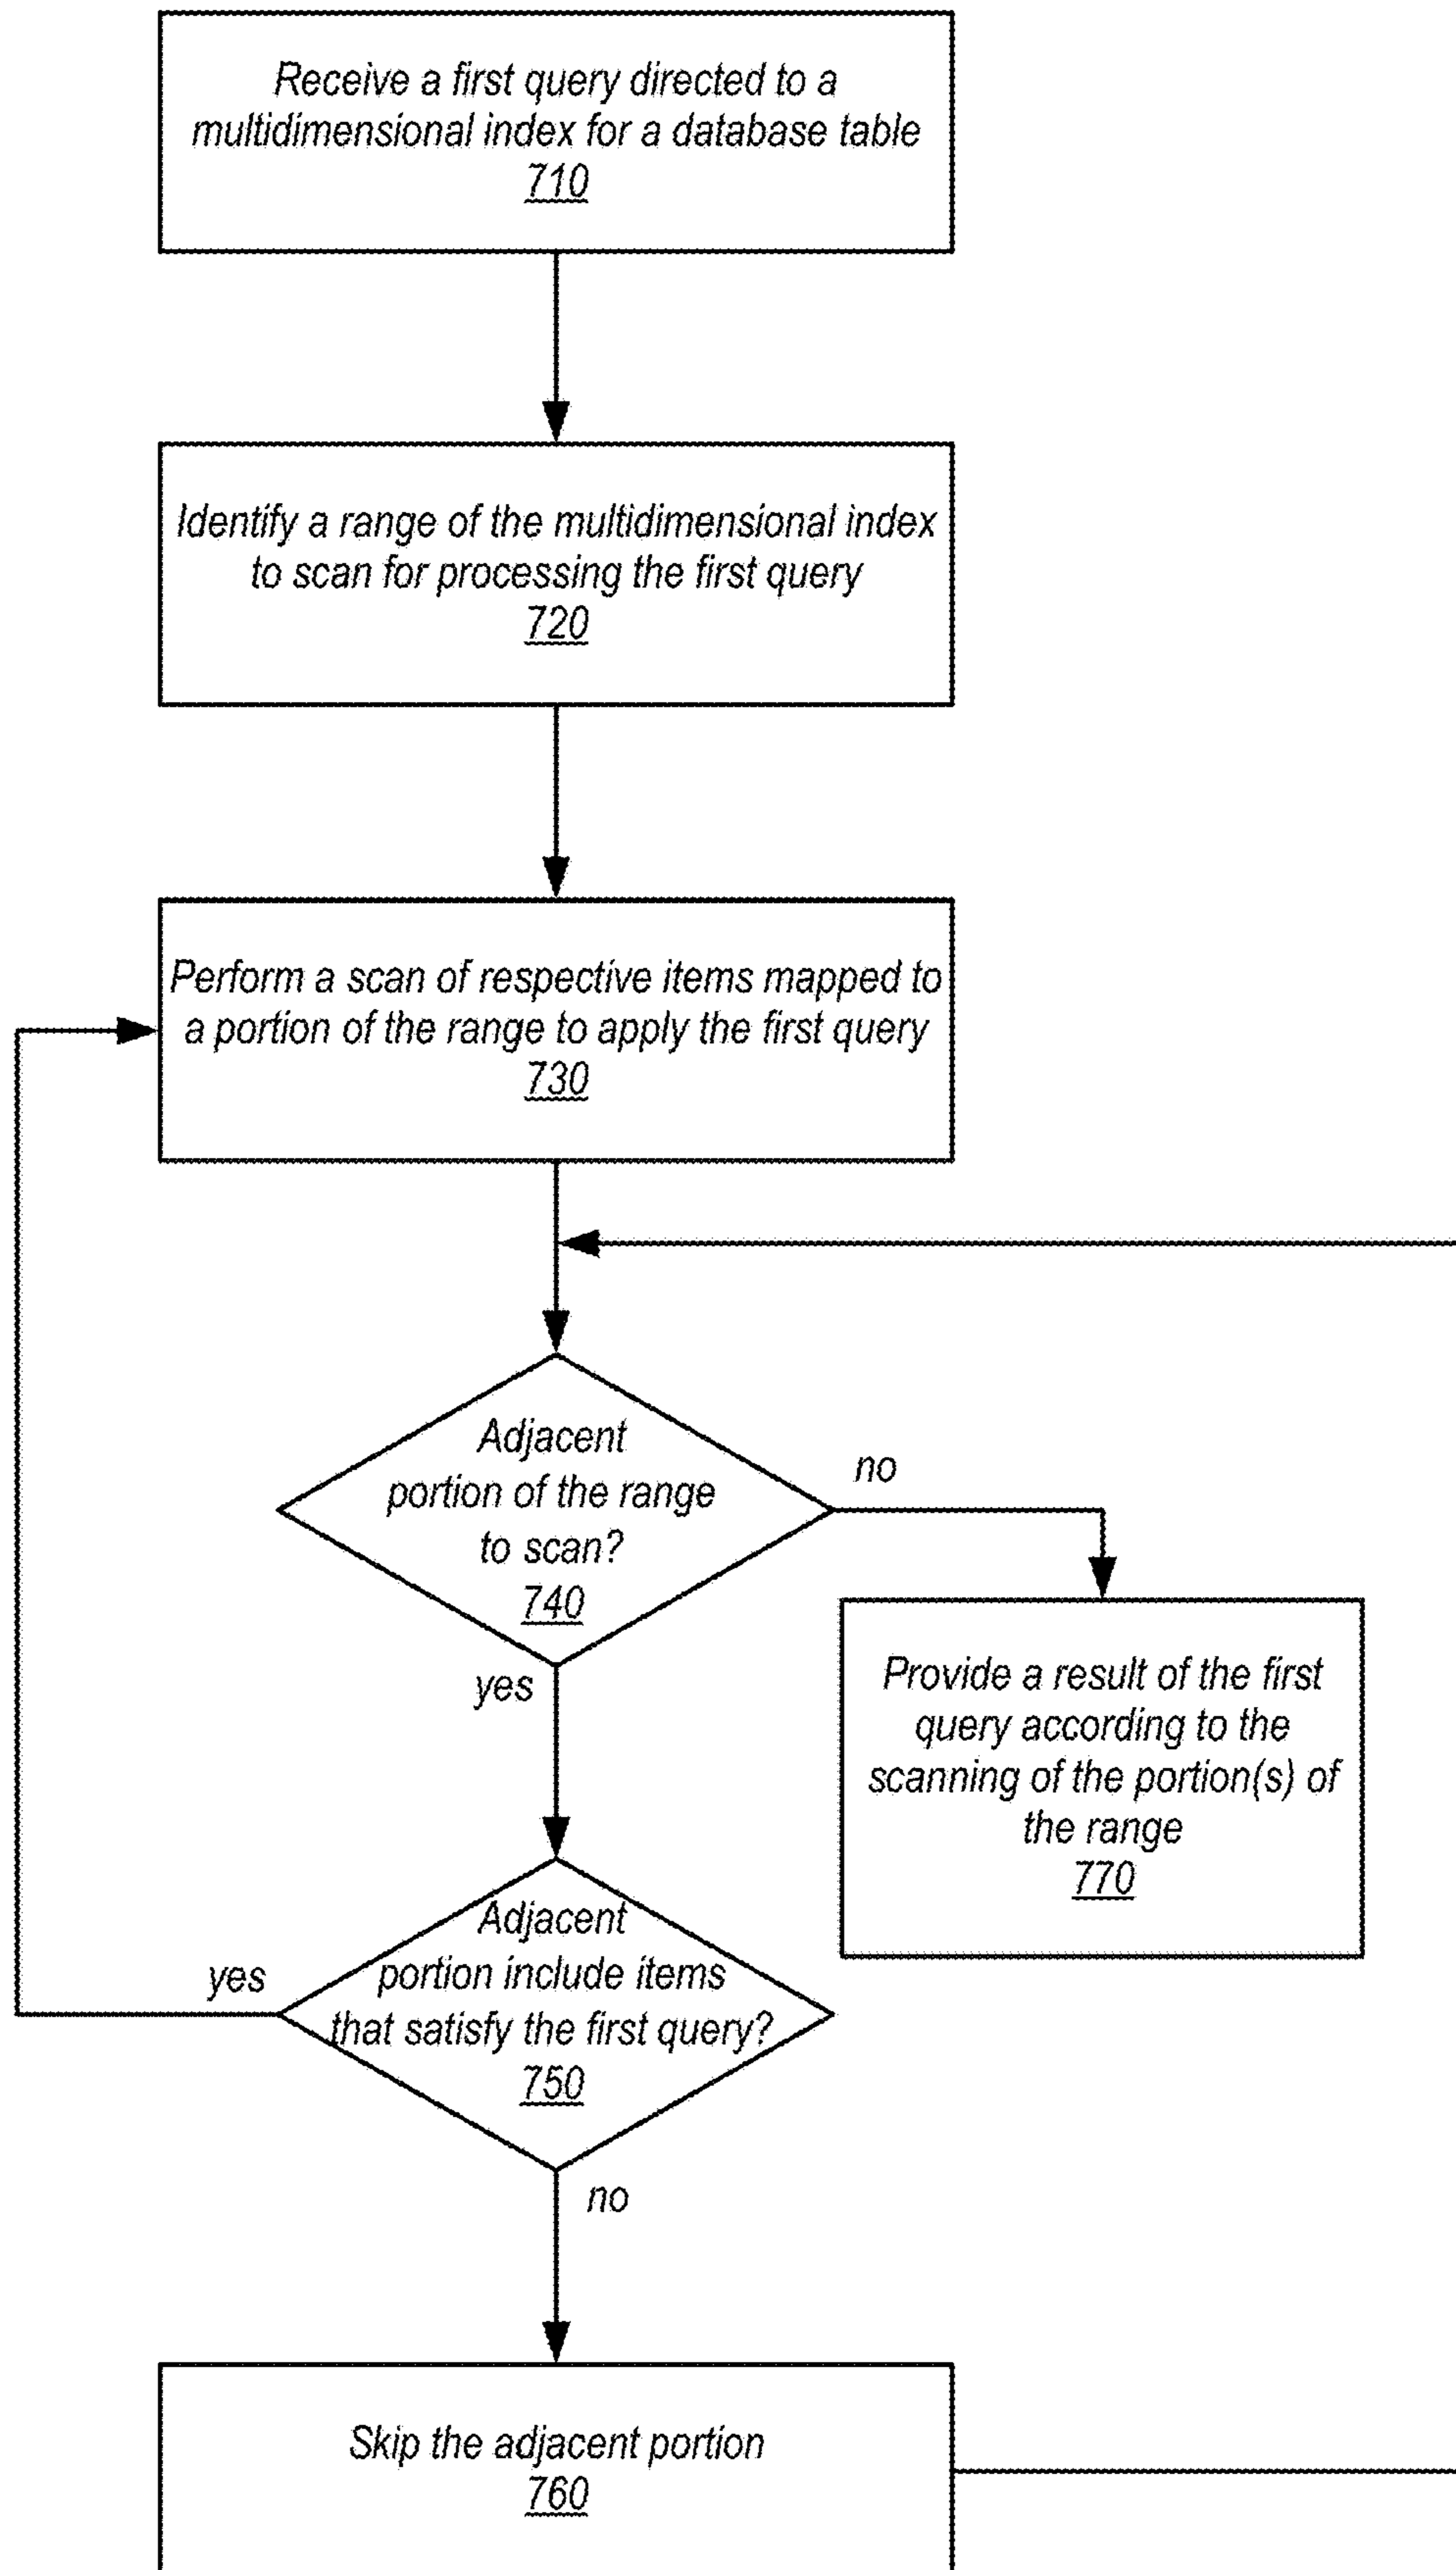 Receive a first query directed to a
multidimensional index for a database table
710
Identify a range of the multidimensional index
to scan for processing the first query
720
Perform a scan of respective items mapped to
a portion of the range to apply the first query
730
Adjacent
portion of the range
to scan?
740
no
yes
Provide a result of the first
query according to the
scanning of the portion(s) of
the range
770
Adjacent
portion include items
that satisfy the first query?
750
yes
no
Skip the adjacent portion
760